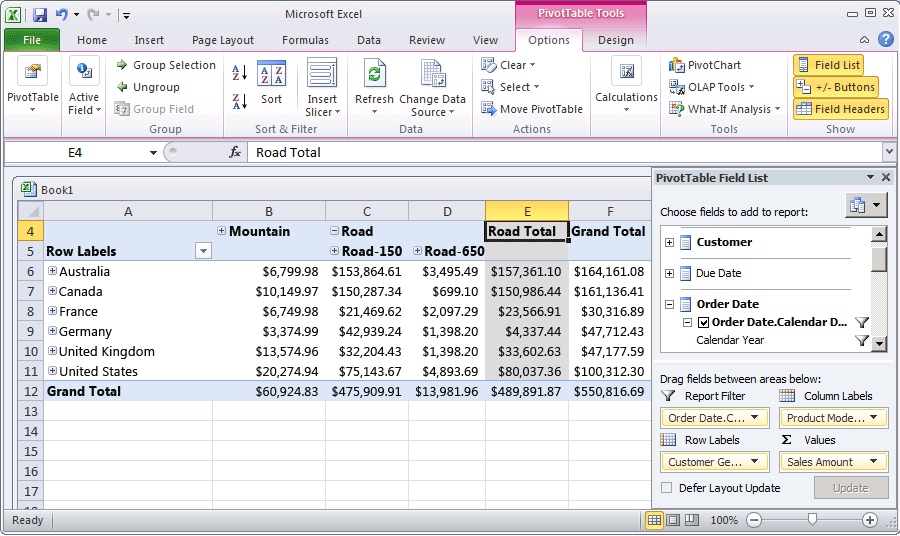 Microsoft Excel
PivotTable Tools
File Home Insert Page Layout Formulas Data Review View Options Design
PivotTable
Active Field
Group Selection
Ungroup
Group Field
Group
Sort
Insert Slicer
Sort & Filter
Refresh
Change Data Source
Data
Clear
Select
Move PivotTable
Actions
Calculations
PivotChart
OLAP Tools
What-If Analysis
Tools
Field List
+/- Buttons
Field Headers
Show
E4 fx Road Total
Book1
A B C D E F
4 Mountain Road Road Total Grand Total
5 Row Labels Road-150 Road-650
6 Australia $6,799.98 $153,864.61 $3,495.49 $157,361.10 $164,161.08
7 Canada $10,149.97 $150,287.34 $699.10 $150,986.44 $161,136.41
8 France $6,749.98 $21,469.62 $2,097.29 $23,566.91 $30,316.89
9 Germany $3,374.99 $42,939.24 $1,398.20 $4,337.44 $47,712.43
10 United Kingdom $13,574.96 $32,204.43 $1,398.20 $33,602.63 $47,177.59
11 United States $20,274.94 $75,143.67 $4,893.69 $80,037.36 $100,312.30
12 Grand Total $60,924.83 $475,909.91 $13,981.96 $489,891.87 $550,816.69
13
14
15
16
17
PivotTable Field List
Choose fields to add to report:
Customer
Due Date
Order Date
Order Date.Calendar D...
Calendar Year
Drag fields between areas below:
Report Filter Column Labels
Order Date.C... Product Mode...
Row Labels Σ Values
Customer Ge... Sales Amount
Defer Layout Update Update
Ready 100%